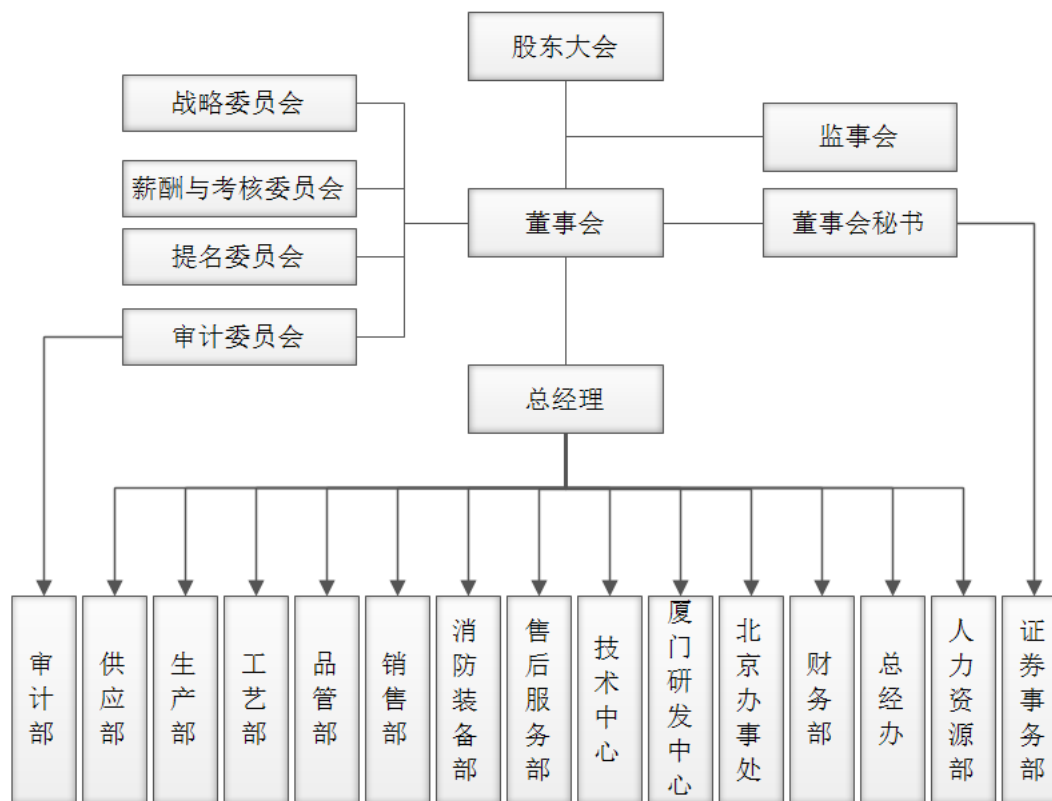 股东大会
战略委员会
监事会
薪酬与考核委员会
董事会
董事会秘书
提名委员会
审计委员会
总经理
审计部
供应部
生产部
工艺部
品管部
销售部
消防装备部
售后服务部
技术中心
厦门研发中心
北京办事处
财务部
总经办
人力资源部
证券事务部